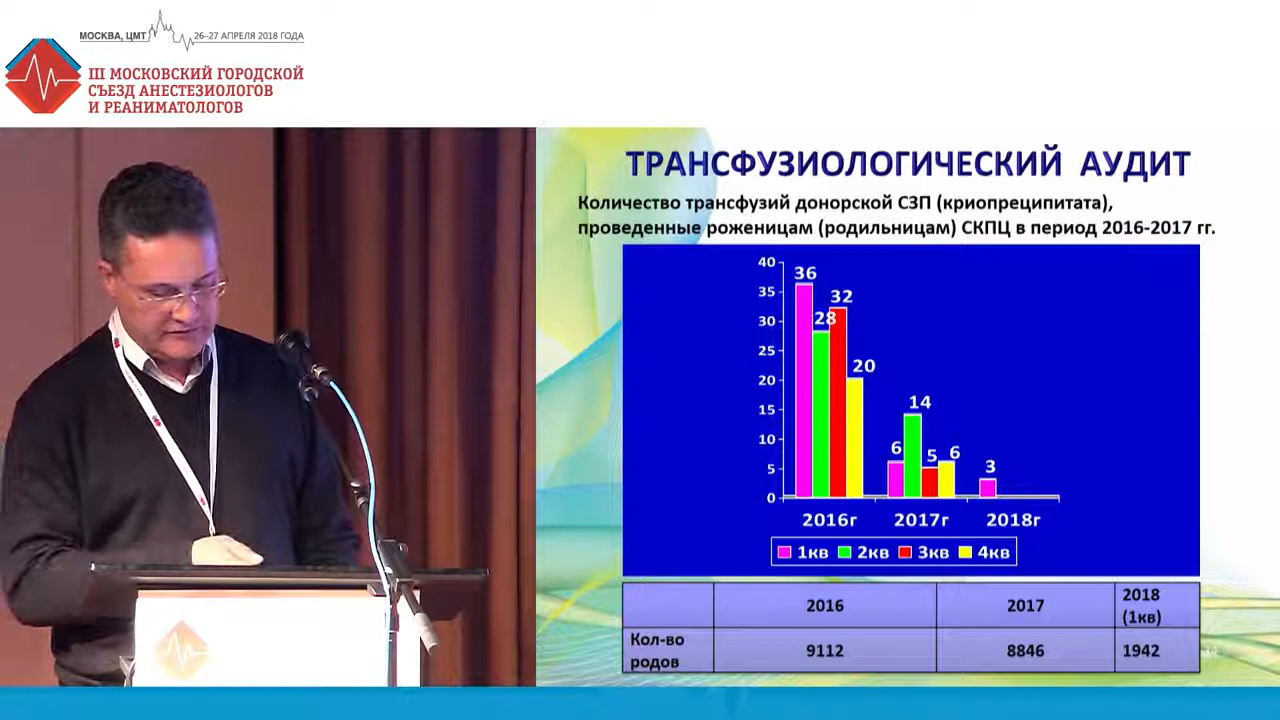 МОСКВА, ЦМТ 26–27 АПРЕЛЯ 2018 ГОДА
III МОСКОВСКИЙ ГОРОДСКОЙ
СЪЕЗД АНЕСТЕЗИОЛОГОВ
И РЕАНИМАТОЛОГОВ
ТРАНСФУЗИОЛОГИЧЕСКИЙ АУДИТ
Количество трансфузий донорской СЗП (криопреципитата),
проведенные роженицам (родильницам) СКПЦ в период 2016-2017 гг.
40
35
30
25
20
15
10
5
0
36
28
32
20
6
14
5
6
3
2016г 2017г 2018г
1кв 2кв 3кв 4кв
2016 2017 2018
(1кв)
Кол-во
родов 9112 8846 1942